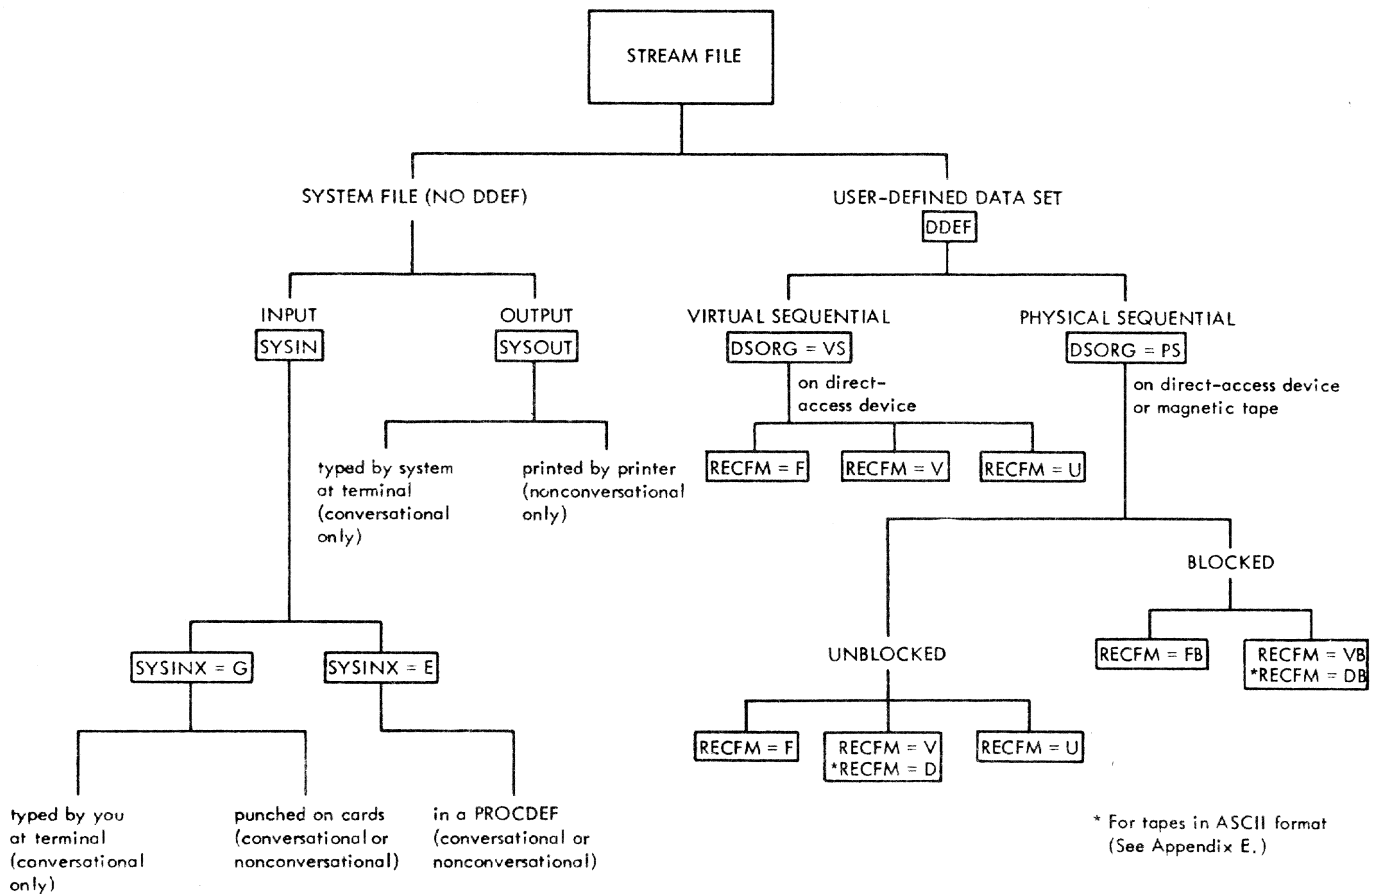 STREAM FILE
SYSTEM FILE (NO DDEF)
USER-DEFINED DATA SET
DDEF
INPUT
SYSIN
OUTPUT
SYSOUT
VIRTUAL SEQUENTIAL
DSORG = VS
PHYSICAL SEQUENTIAL
DSORG = PS
on direct-
access device
on direct-access device
or magnetic tape
typed by system
at terminal
(conversational
only)
printed by printer
(nonconversational
only)
RECFM = F
RECFM = V
RECFM = U
BLOCKED
UNBLOCKED
RECFM = FB
RECFM = VB
*RECFM = DB
SYSINX = G
SYSINX = E
RECFM = F
RECFM = V
*RECFM = D
RECFM = U
typed by you
at terminal
(conversational
only)
punched on cards
(conversational or
nonconversational)
in a PROCDEF
(conversational or
nonconversational)
* For tapes in ASCII format
(See Appendix E.)